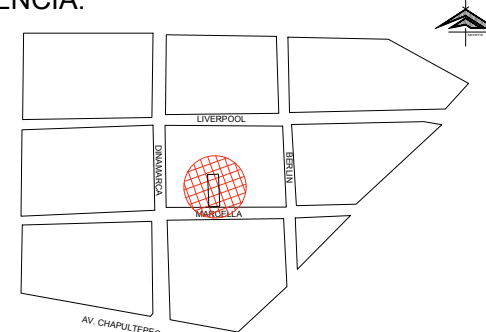 ENCIA:
LIVERPOOL
DINAMARCA
BERLIN
MARCELLA
AV. CHAPULTEPEC